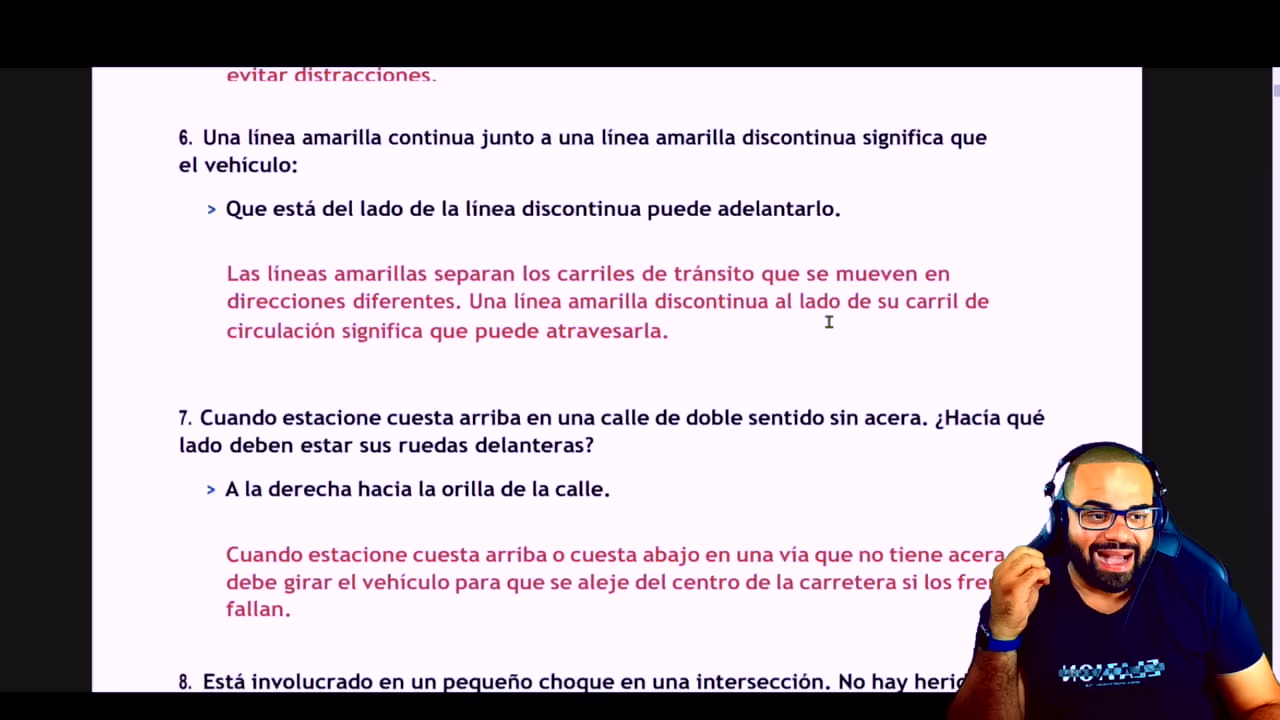 evitar distracciones.
6. Una línea amarilla continua junto a una línea amarilla discontinua significa que
el vehículo:
> Que está del lado de la línea discontinua puede adelantarlo.
Las líneas amarillas separan los carriles de tránsito que se mueven en
direcciones diferentes. Una línea amarilla discontinua al lado de su carril de
circulación significa que puede atravesarla.
7. Cuando estacione cuesta arriba en una calle de doble sentido sin acera. ¿Hacía qué
lado deben estar sus ruedas delanteras?
> A la derecha hacia la orilla de la calle.
Cuando estacione cuesta arriba o cuesta abajo en una vía que no tiene acera
debe girar el vehículo para que se aleje del centro de la carretera si los
fallan.
8. Está involucrado en un pequeño choque en una intersección. No hay